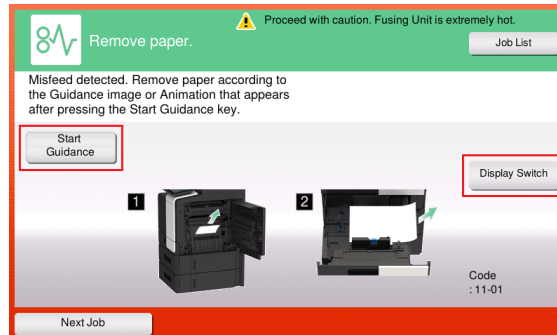 Proceed with caution. Fusing Unit is extremely hot.
Remove paper.
Job List
Misfeed detected. Remove paper according to
the Guidance image or Animation that appears
after pressing the Start Guidance key.
Start
Guidance
Display Switch
1
2
Code
: 11-01
Next Job